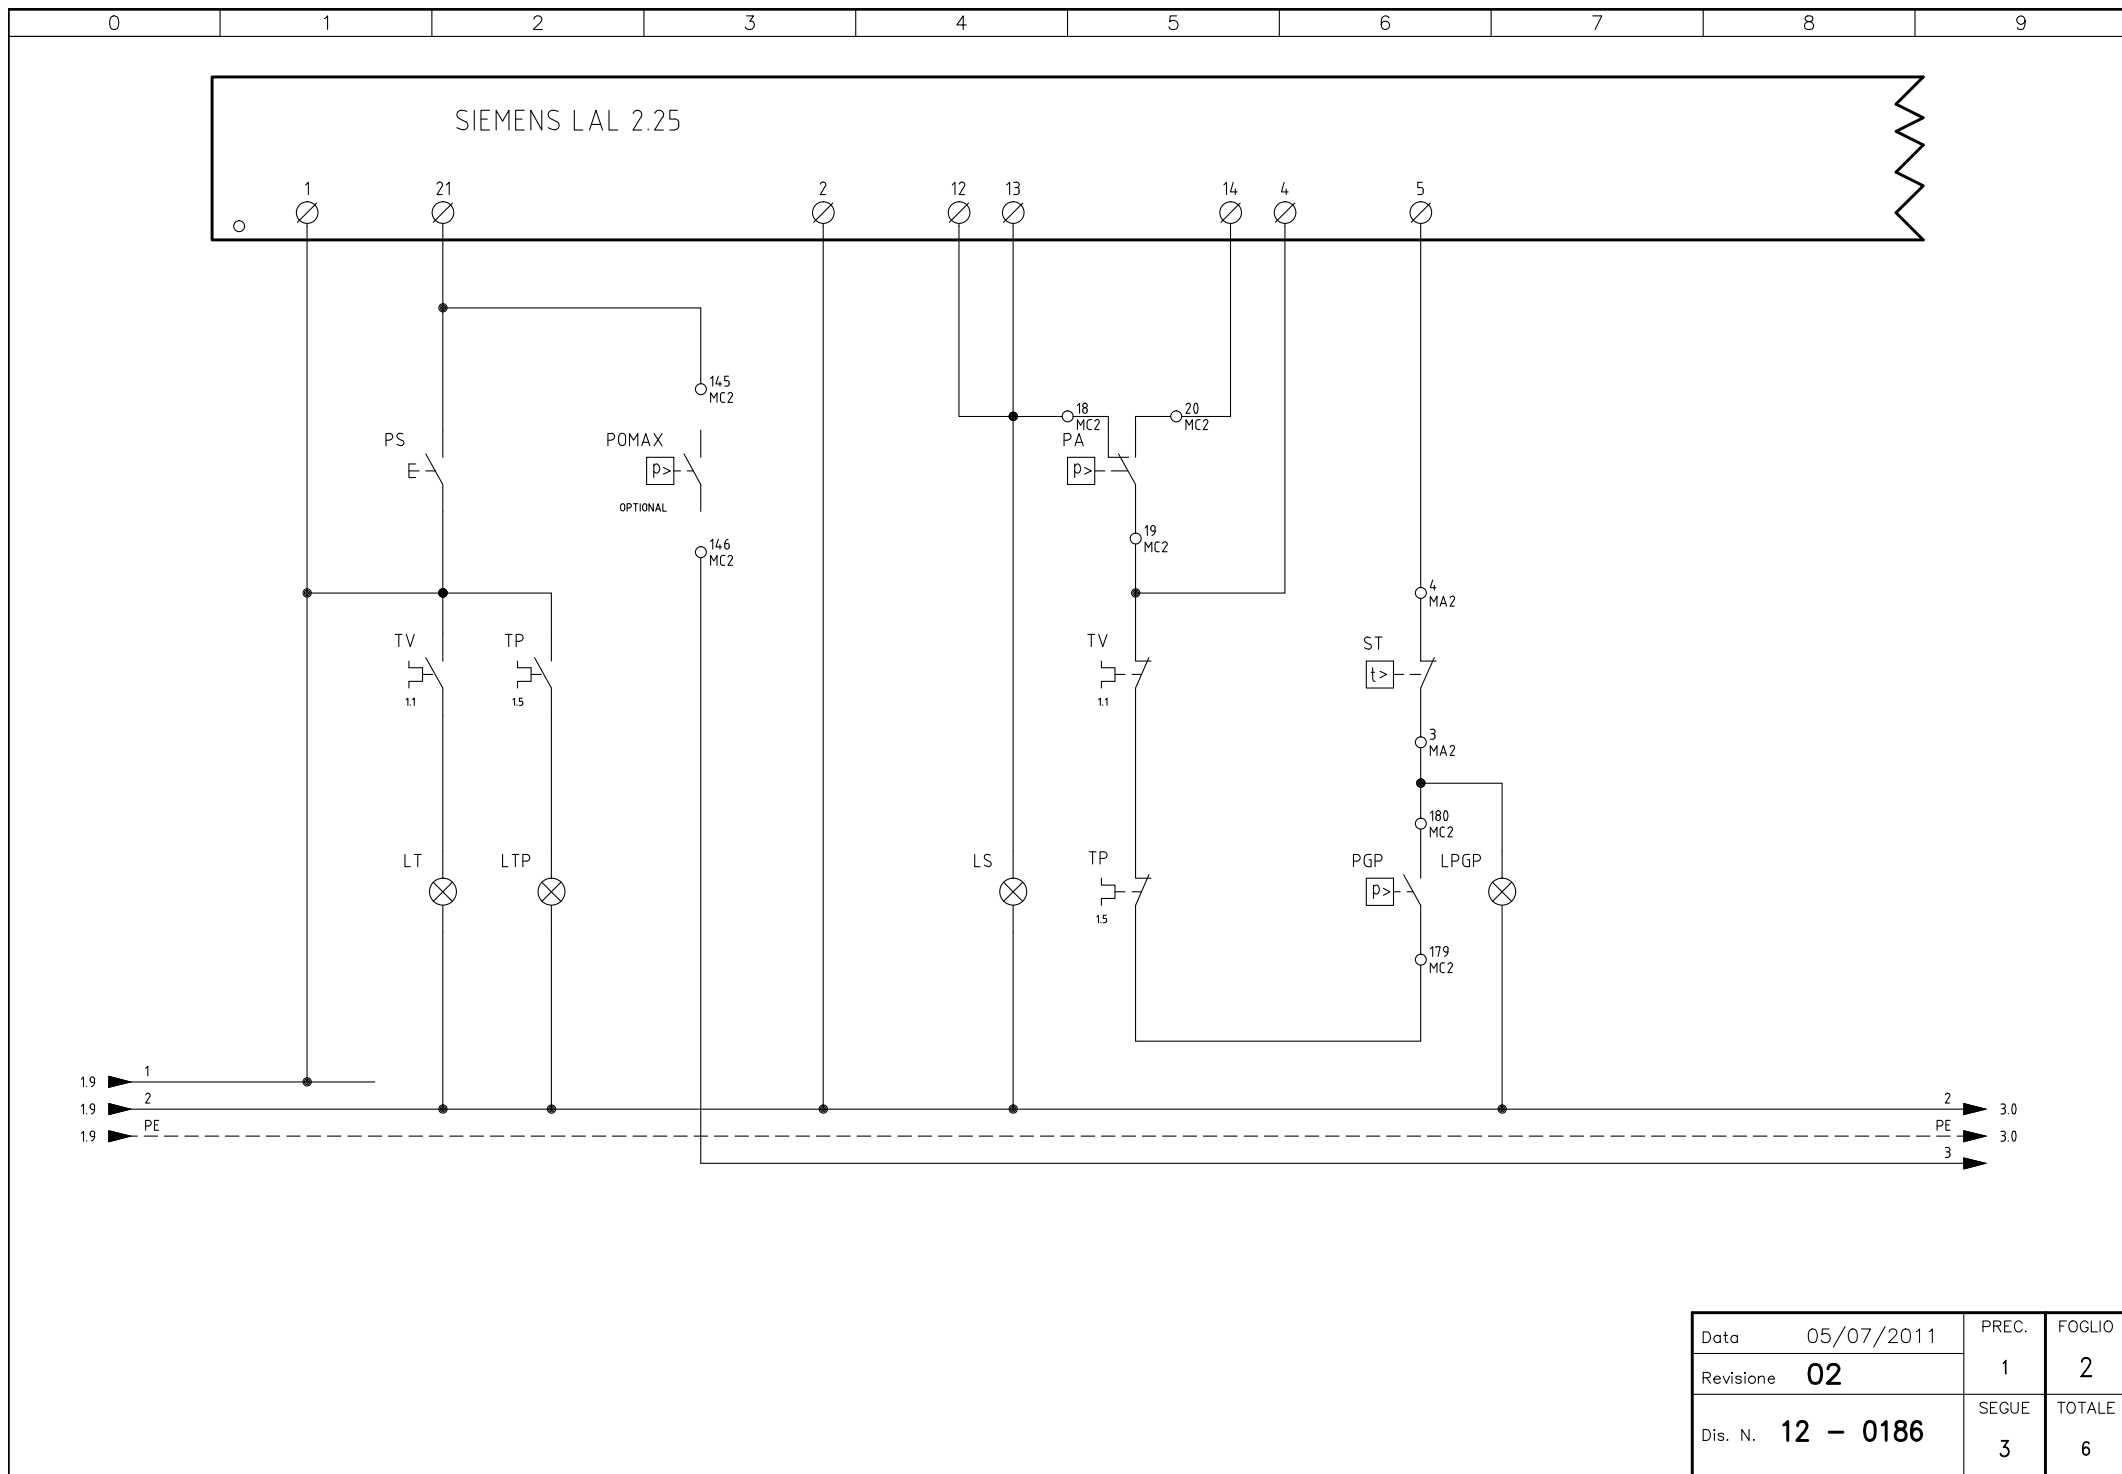 0 1 2 3 4 5 6 7 8 9
SIEMENS LAL 2.25
1 21 2 12 13 14 4 5
145
MC2
18
MC2
20
MC2
PS
POMAX
PA
p>
p>
OPTIONAL
19
MC2
146
MC2
4
MA2
TV
TP
TV
ST
t>
1.1
1.5
1.1
3
MA2
180
MC2
LT
LTP
LS
TP
PGP
LPGP
p>
1.5
179
MC2
1.9 1
1.9 2 2 3.0
1.9 PE PE 3.0
3
Data 05/07/2011 PREC. FOGLIO
Revisione 02 1 2
SEGUE TOTALE
Dis. N. 12 - 0186 3 6